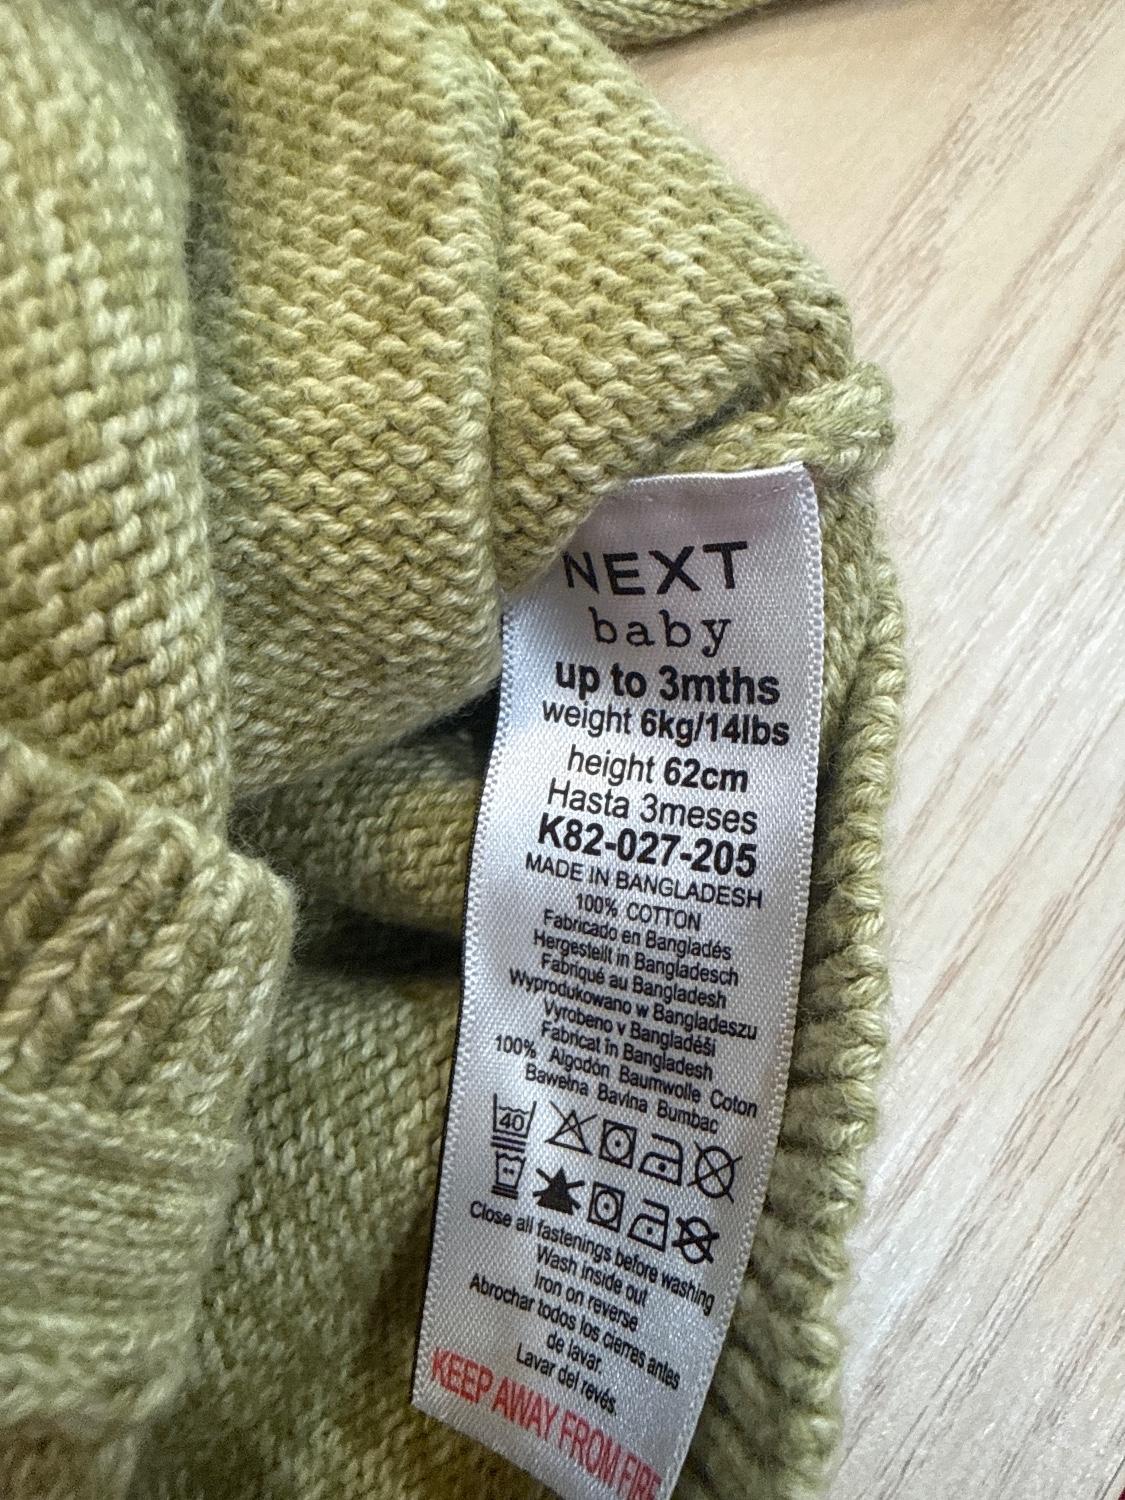 NEXT
baby
up to 3mths
weight 6kg/14lbs
height 62cm
Hasta 3meses
K82-027-205
MADE IN BANGLADESH
100% COTTON
Fabricado en Bangladés
Hergestellt in Bangladesch
Fabriqué au Bangladesh
Wyprodukowano w Bangladeszu
Vyrobeno v Bangladéši
Fabricat în Bangladesh
100% Algodón Baumwolle Coton
Bawełna Bavlna Bumbac
40
Close all fastenings before washing
Wash inside out
Iron on reverse
Abrochar todos los cierres antes
de lavar.
Lavar del revés.
KEEP AWAY FROM FIRE